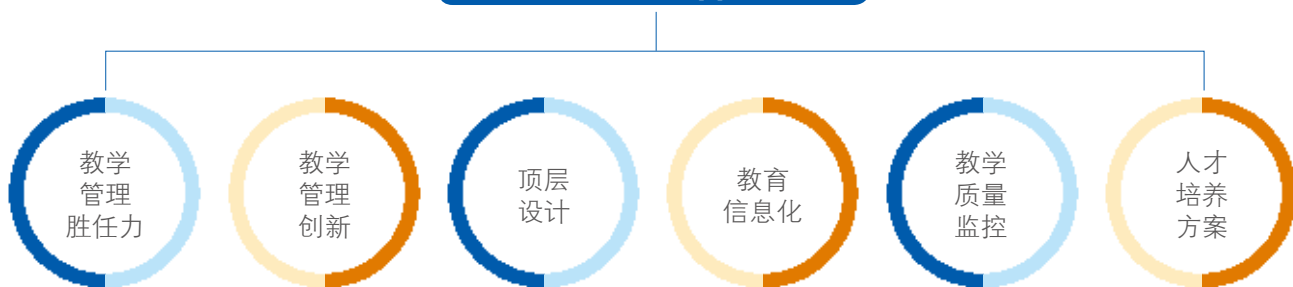 教学
管理
胜任力
教学
管理
创新
顶层
设计
教育
信息化
教学
质量
监控
人才
培养
方案